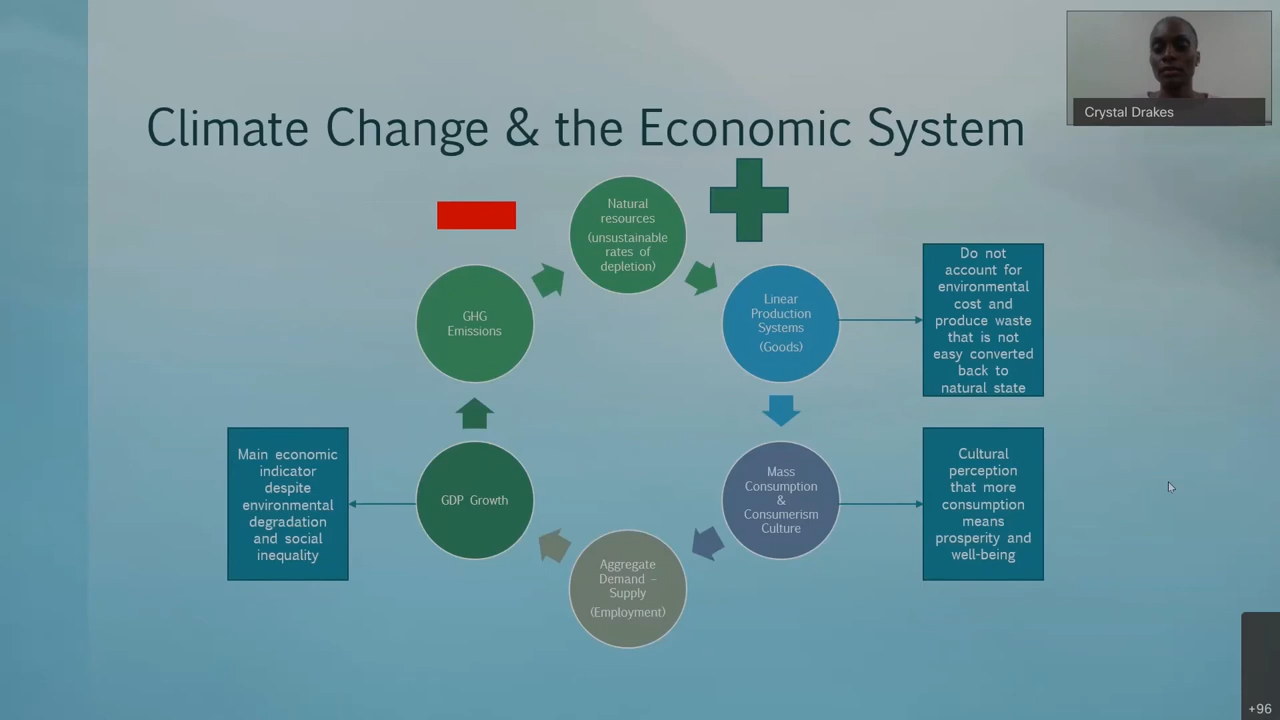 Climate Change & the Economic System
Crystal Drakes
Natural
resources
(unsustainable
rates of
depletion)
Linear
Production
Systems
(Goods)
Do not
account for
environmental
cost and
produce waste
that is not
easy converted
back to
natural state
Mass
Consumption
&
Consumerism
Culture
Cultural
perception
that more
consumption
means
prosperity and
well-being
Aggregate
Demand –
Supply
(Employment)
GDP Growth
Main economic
indicator
despite
environmental
degradation
and social
inequality
GHG
Emissions
+96